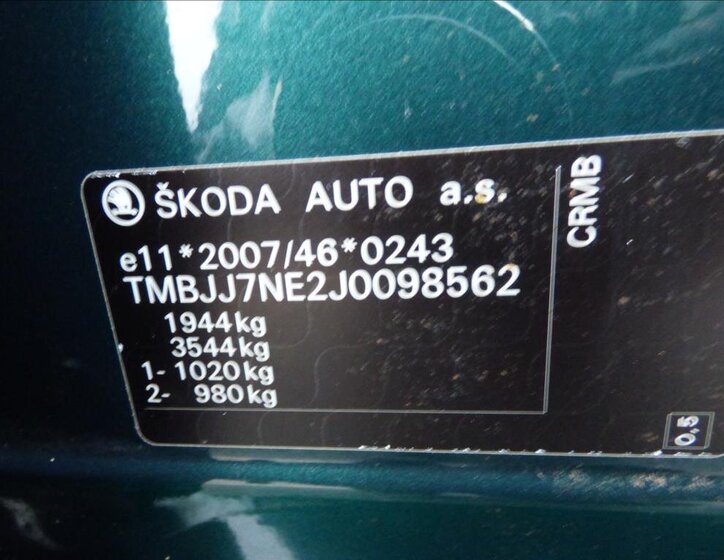 ŠKODA AUTO a.s.
e11*2007/46*0243
TMBJJ7NE2J0098562
1944kg
3544kg
1- 1020kg
2- 980kg
CRMB
0,5